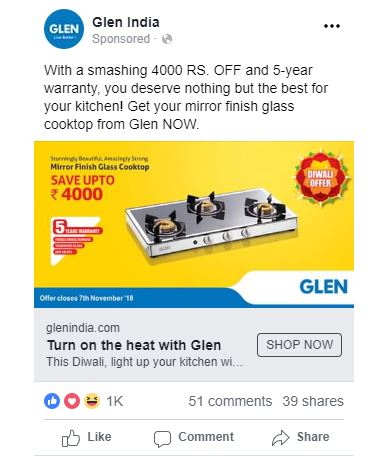 Glen India
Sponsored ·
GLEN
With a smashing 4000 RS. OFF and 5-year
warranty, you deserve nothing but the best for
your kitchen! Get your mirror finish glass
cooktop from Glen NOW.
Stunningly Beautiful, Amazingly Strong
Mirror Finish Glass Cooktop
SAVE UPTO
₹ 4000
DIWALI
OFFER
5 YEARS WARRANTY
GLEN
Offer closes 7th November '18
glenindia.com
Turn on the heat with Glen
This Diwali, light up your kitchen wi...
SHOP NOW
1K
51 comments 39 shares
Like
Comment
Share